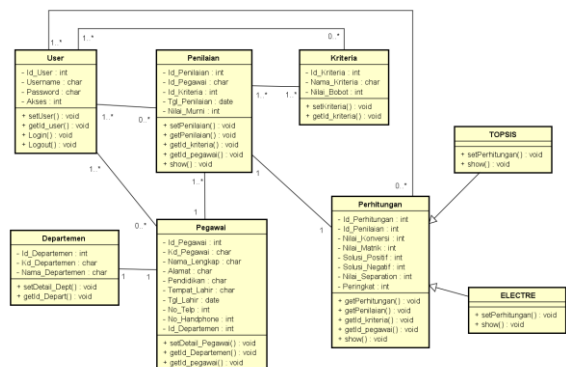 1..*
1..*
0..*
0..*
User
- Id_User : int
- Username : char
- Password : char
- Akses : int
+ setUser() : void
+ getId_user() : void
+ Login() : void
+ Logout() : void
1..*
0..*
Penilaian
- Id_Penilaian : int
- Id_Pegawai : char
- Id_Kriteria : int
- Tgl_Penilaian : date
- Nilai_Murni : int
+ setPenilaian() : void
+ getPenilaian() : void
+ getId_kriteria() : void
+ getId_pegawai() : void
+ show() : void
1..*
1..*
Kriteria
- Id_Kriteria : int
- Nama_Kriteria : char
- Nilai_Bobot : int
+ setKriteria() : void
+ getId_kriteria() : void
1..*
0..*
1..*
1
1
1
TOPSIS
+ setPerhitungan() : void
+ show() : void
Departemen
- Id_Departemen : int
- Kd_Departemen : char
- Nama_Departemen : char
+ setDetail_Dept() : void
+ getId_Depart() : void
1
1
Pegawai
- Id_Pegawai : int
- Kd_Pegawai : char
- Nama_Lengkap : char
- Alamat : char
- Pendidikan : char
- Tempat_Lahir : char
- Tgl_Lahir : date
- No_Telp : int
- No_Handphone : int
- Id_Departemen : int
+ setDetail_Pegawai() : void
+ getId_Departemen() : void
+ getId_pegawai() : void
Perhitungan
- Id_Perhitungan : int
- Id_Penilaian : int
- Nilai_Konversi : int
- Nilai_Matrik : int
- Solusi_Positif : int
- Solusi_Negatif : int
- Nilai_Separation : int
- Peringkat : int
+ getPerhitungan() : void
+ getPenilaian() : void
+ getId_kriteria() : void
+ getId_pegawai() : void
+ show() : void
ELECTRE
+ setPerhitungan() : void
+ show() : void